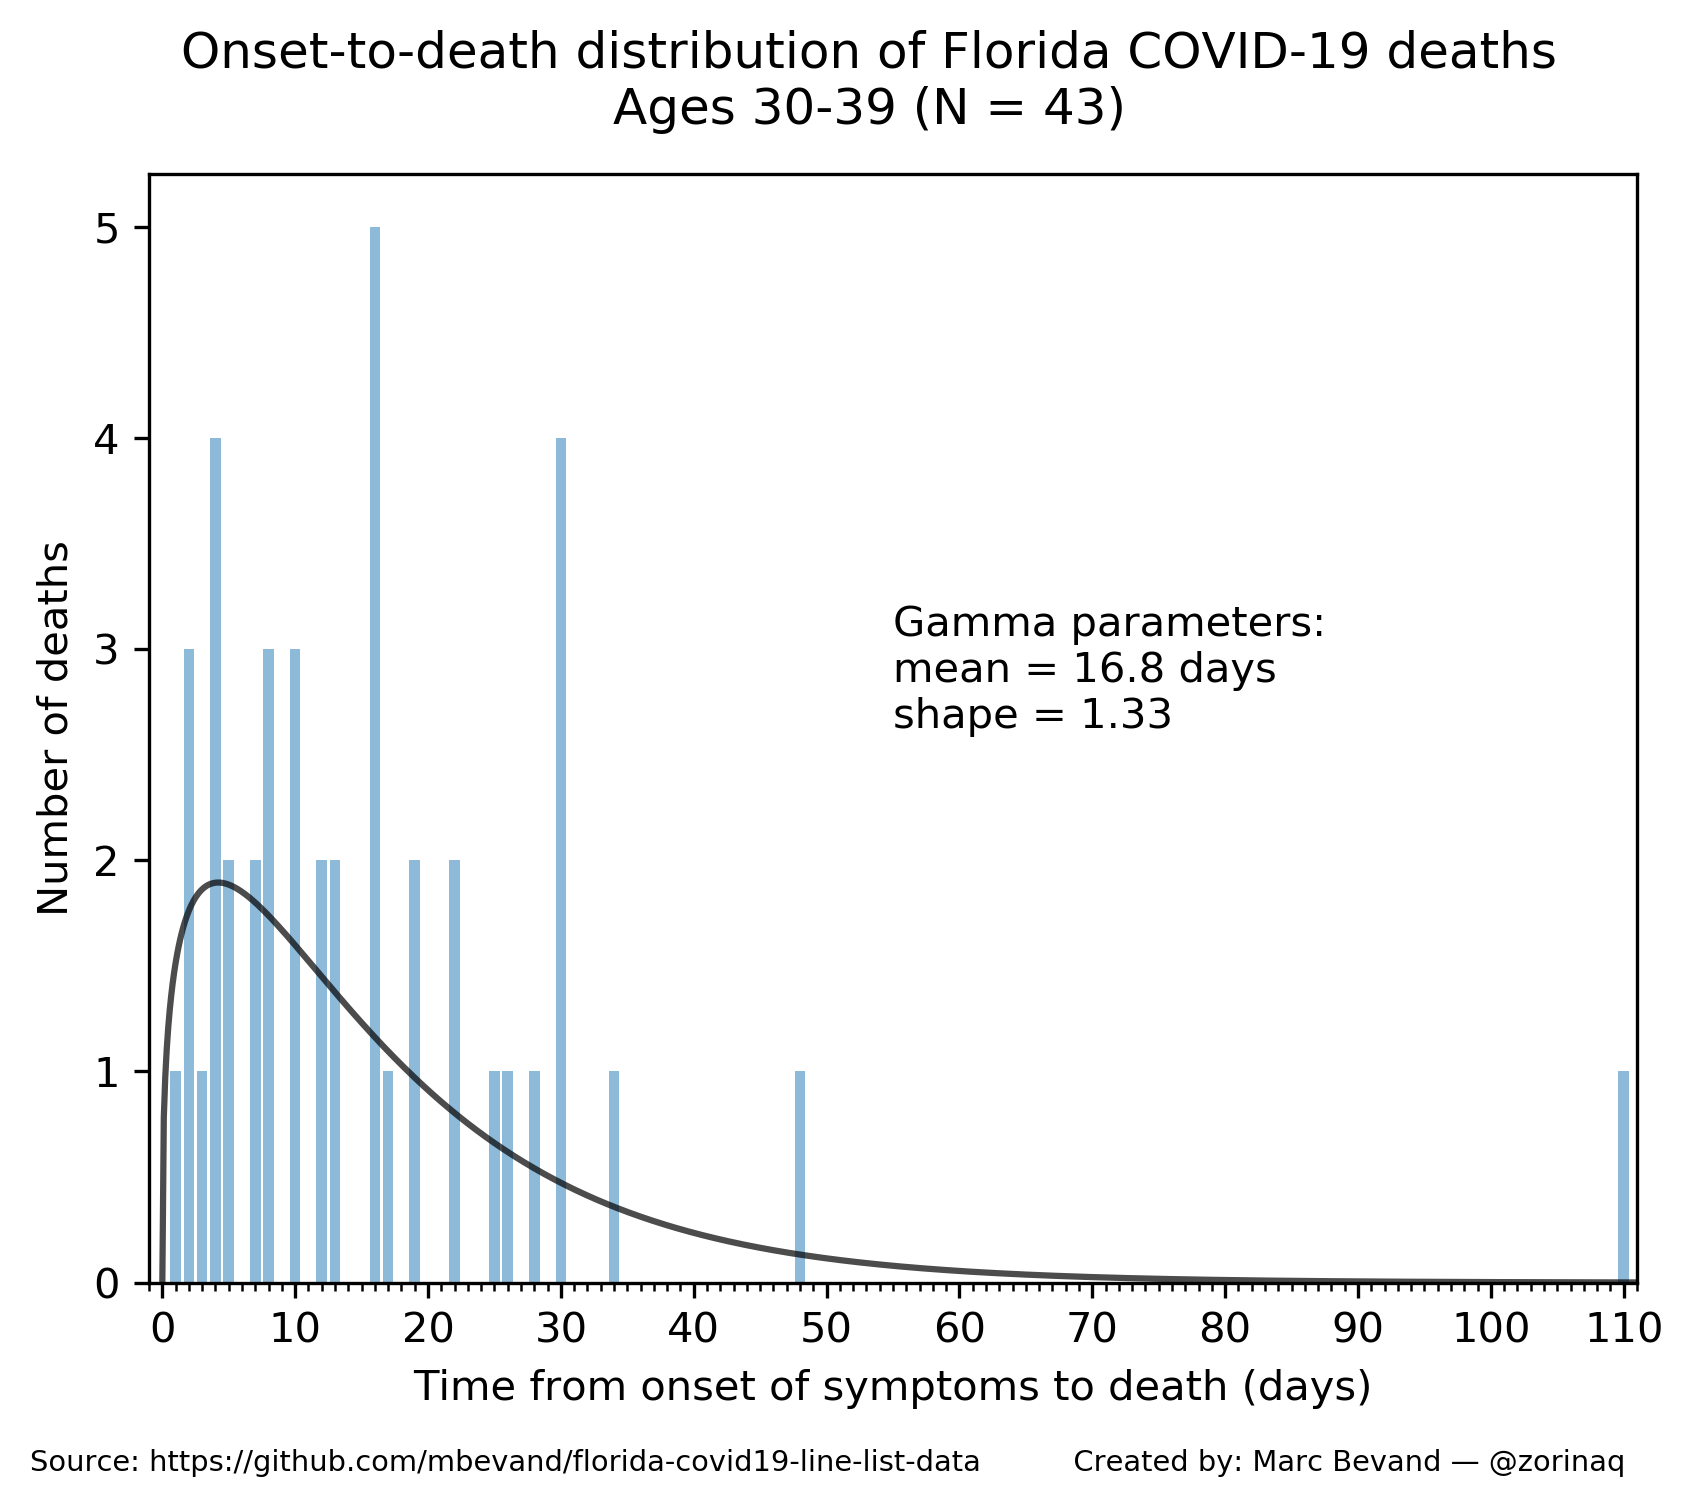 Onset-to-death distribution of Florida COVID-19 deaths
Ages 30-39 (N = 43)
Number of deaths
5
4
3
2
1
0
Gamma parameters:
mean = 16.8 days
shape = 1.33
0 10 20 30 40 50 60 70 80 90 100 110
Time from onset of symptoms to death (days)
Source: https://github.com/mbevand/florida-covid19-line-list-data Created by: Marc Bevand — @zorinaq